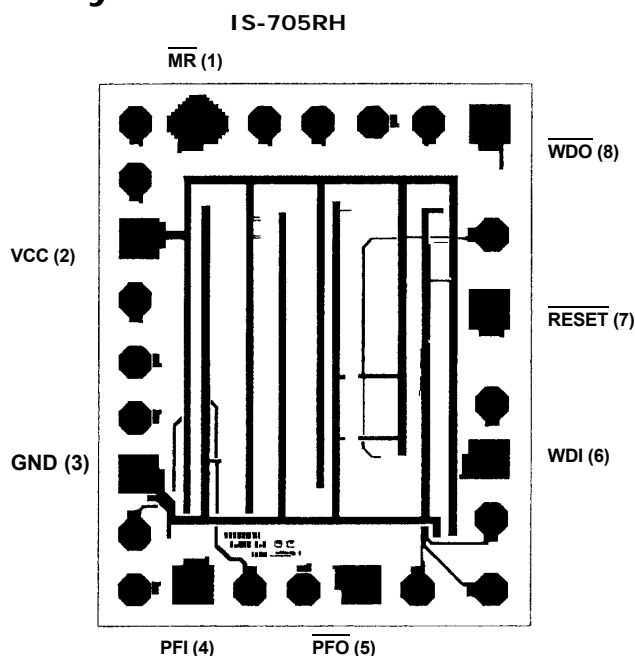 IS-705RH
MR (1)
WDO (8)
VCC (2)
RESET (7)
GND (3)
WDI (6)
PFI (4)
PFO (5)